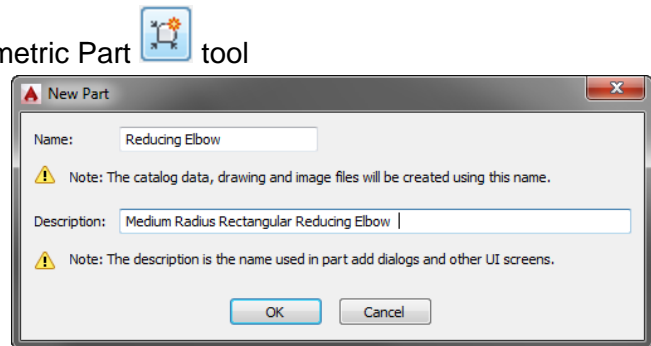 metric Part tool
New Part
Name: Reducing Elbow
Note: The catalog data, drawing and image files will be created using this name.
Description: Medium Radius Rectangular Reducing Elbow
Note: The description is the name used in part add dialogs and other UI screens.
OK Cancel